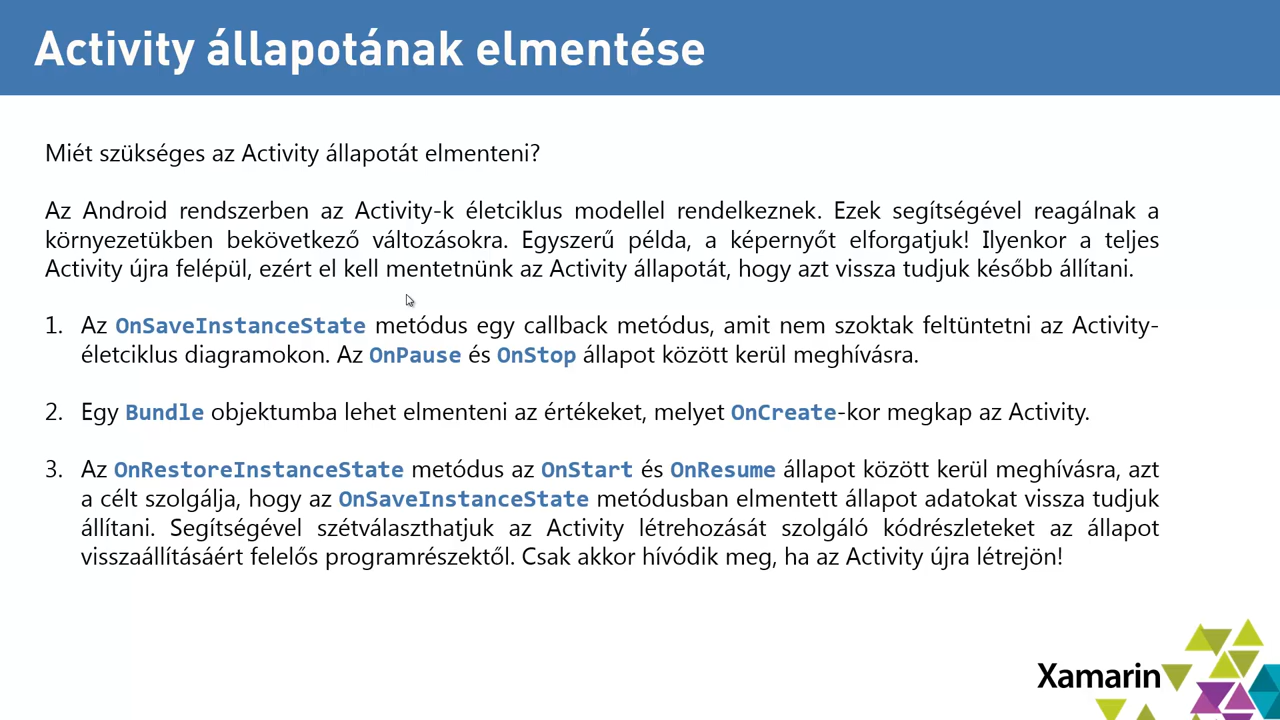 Activity állapotának elmentése
Miét szükséges az Activity állapotát elmenteni?
Az Android rendszerben az Activity-k életciklus modellel rendelkeznek. Ezek segítségével reagálnak a
környezetükben bekövetkező változásokra. Egyszerű példa, a képernyőt elforgatjuk! Ilyenkor a teljes
Activity újra felépül, ezért el kell mentetnünk az Activity állapotát, hogy azt vissza tudjuk később állítani.
1. Az OnSaveInstanceState metódus egy callback metódus, amit nem szoktak feltüntetni az Activity-
életciklus diagramokon. Az OnPause és OnStop állapot között kerül meghívásra.
2. Egy Bundle objektumba lehet elmenteni az értékeket, melyet OnCreate-kor megkap az Activity.
3. Az OnRestoreInstanceState metódus az OnStart és OnResume állapot között kerül meghívásra, azt
a célt szolgálja, hogy az OnSaveInstanceState metódusban elmentett állapot adatokat vissza tudjuk
állítani. Segítségével szétválaszthatjuk az Activity létrehozását szolgáló kódrészleteket az állapot
visszaállításáért felelős programrészektől. Csak akkor hívódik meg, ha az Activity újra létrejön!
Xamarin